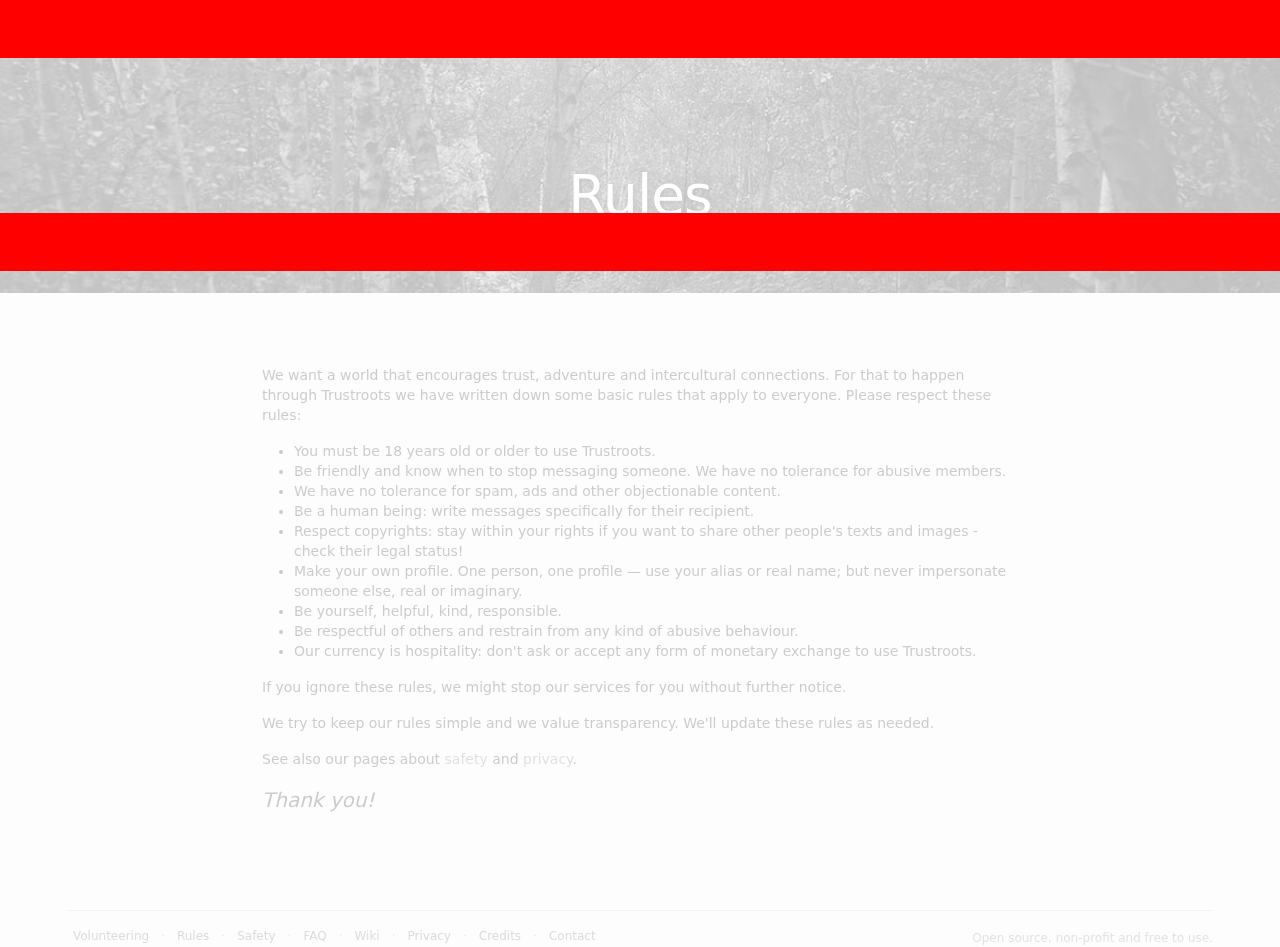 Rules
We want a world that encourages trust, adventure and intercultural connections. For that to happen
through Trustroots we have written down some basic rules that apply to everyone. Please respect these
rules:
• You must be 18 years old or older to use Trustroots.
• Be friendly and know when to stop messaging someone. We have no tolerance for abusive members.
• We have no tolerance for spam, ads and other objectionable content.
• Be a human being: write messages specifically for their recipient.
• Respect copyrights: stay within your rights if you want to share other people's texts and images -
check their legal status!
• Make your own profile. One person, one profile — use your alias or real name; but never impersonate
someone else, real or imaginary.
• Be yourself, helpful, kind, responsible.
• Be respectful of others and restrain from any kind of abusive behaviour.
• Our currency is hospitality: don't ask or accept any form of monetary exchange to use Trustroots.
If you ignore these rules, we might stop our services for you without further notice.
We try to keep our rules simple and we value transparency. We'll update these rules as needed.
See also our pages about safety and privacy.
Thank you!
Volunteering · Rules · Safety · FAQ · Wiki · Privacy · Credits · Contact
Open source, non-profit and free to use.